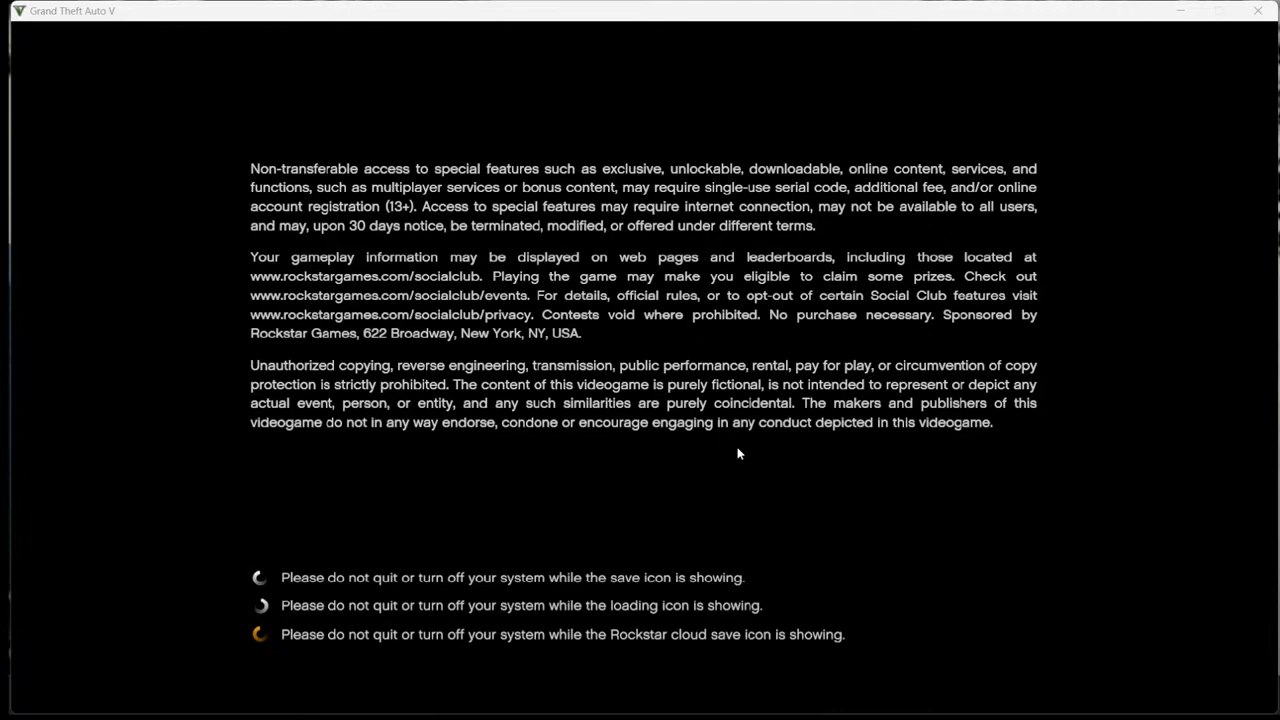 Grand Theft Auto V
Non-transferable access to special features such as exclusive, unlockable, downloadable, online content, services, and
functions, such as multiplayer services or bonus content, may require single-use serial code, additional fee, and/or online
account registration (13+). Access to special features may require internet connection, may not be available to all users,
and may, upon 30 days notice, be terminated, modified, or offered under different terms.
Your gameplay information may be displayed on web pages and leaderboards, including those located at
www.rockstargames.com/socialclub. Playing the game may make you eligible to claim some prizes. Check out
www.rockstargames.com/socialclub/events. For details, official rules, or to opt-out of certain Social Club features visit
www.rockstargames.com/socialclub/privacy. Contests void where prohibited. No purchase necessary. Sponsored by
Rockstar Games, 622 Broadway, New York, NY, USA.
Unauthorized copying, reverse engineering, transmission, public performance, rental, pay for play, or circumvention of copy
protection is strictly prohibited. The content of this videogame is purely fictional, is not intended to represent or depict any
actual event, person, or entity, and any such similarities are purely coincidental. The makers and publishers of this
videogame do not in any way endorse, condone or encourage engaging in any conduct depicted in this videogame.
Please do not quit or turn off your system while the save icon is showing.
Please do not quit or turn off your system while the loading icon is showing.
Please do not quit or turn off your system while the Rockstar cloud save icon is showing.